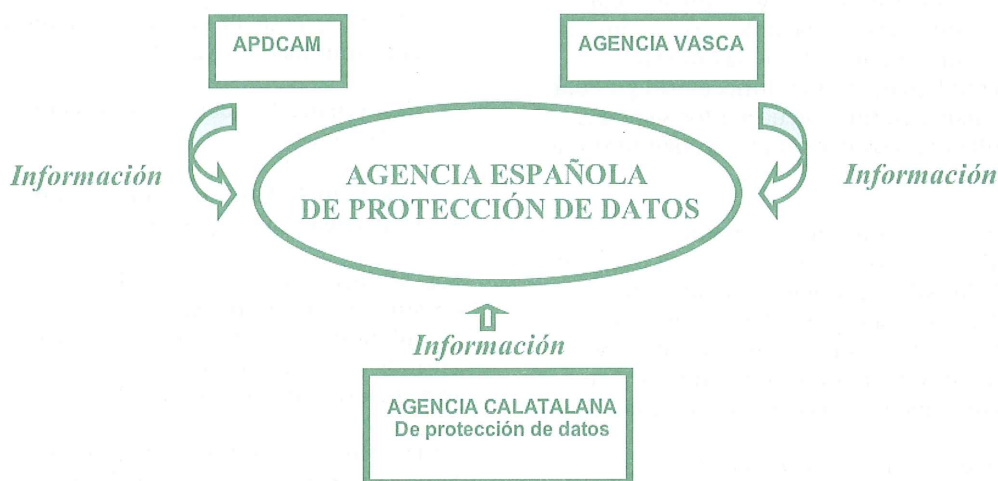 APDCAM
AGENCIA VASCA
Información
AGENCIA ESPAÑOLA
DE PROTECCIÓN DE DATOS
Información
Información
AGENCIA CALATALANA
De protección de datos